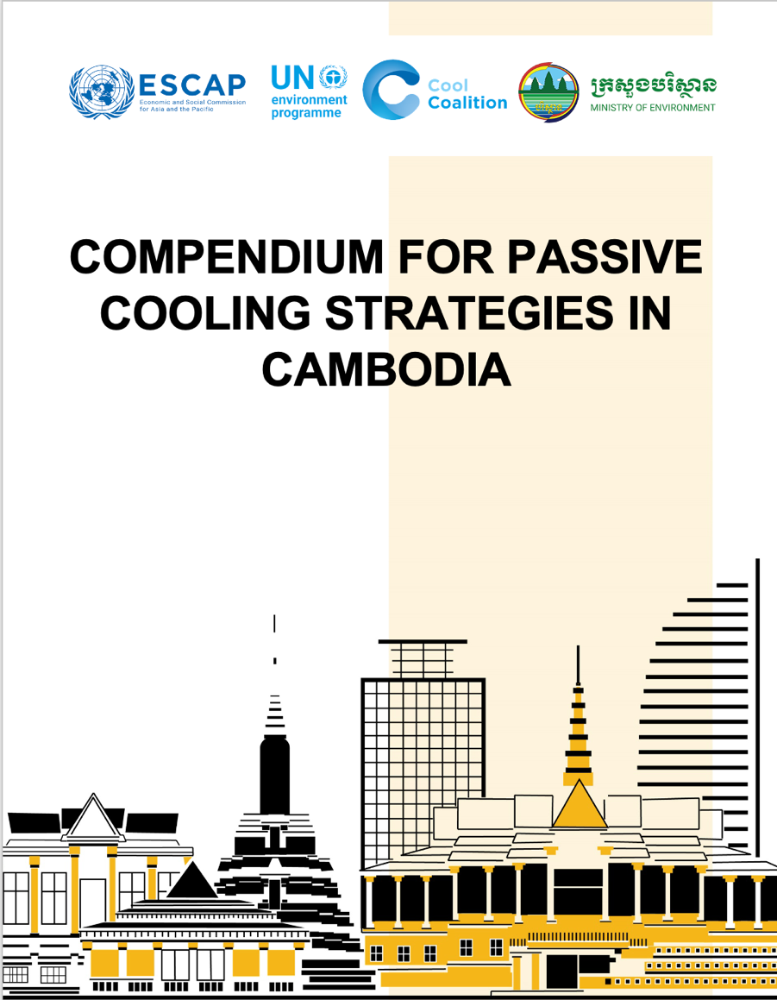 ESCAP
Economic and Social Commission
for Asia and the Pacific
UN
environment
programme
Cool
Coalition
ក្រសួងបរិស្ថាន
MINISTRY OF ENVIRONMENT
COMPENDIUM FOR PASSIVE
COOLING STRATEGIES IN
CAMBODIA